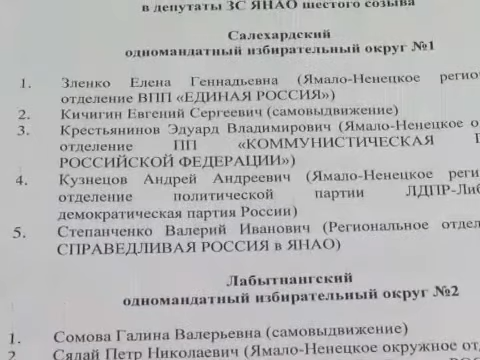 в депутаты ЗС ЯНАО шестого созыва
Салехардский
одномандатный избирательный округ №1
1. Зленко Елена Геннадьевна (Ямало-Ненецкое регио
отделение ВПП «ЕДИНАЯ РОССИЯ»)
2. Кичигин Евгений Сергеевич (самовыдвижение)
3. Крестьянинов Эдуард Владимирович (Ямало-Ненецкое о
отделение ПП «КОММУНИСТИЧЕСКАЯ
РОССИЙСКОЙ ФЕДЕРАЦИИ»)
4. Кузнецов Андрей Андреевич (Ямало-Ненецкое реги
отделение политической партии ЛДПР-Либ
демократическая партия России)
5. Степанченко Валерий Иванович (Региональное отдел
СПРАВЕДЛИВАЯ РОССИЯ в ЯНАО)
Лабытнангский
одномандатный избирательный округ №2
1. Сомова Галина Валерьевна (самовыдвижение)
2. Сялай Петр Николаевич (Ямало-Ненецкое окружное от